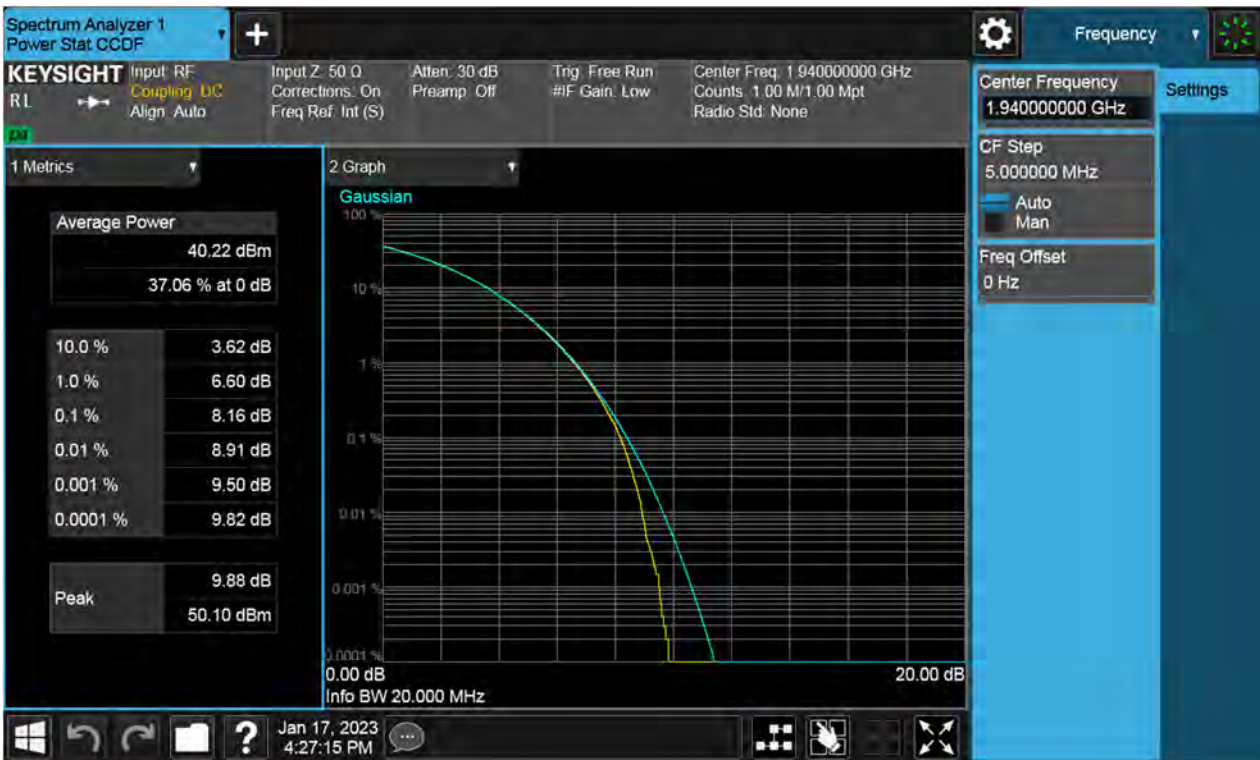 Spectrum Analyzer 1
Power Stat CCDF
+
Frequency
KEYSIGHT
RL
Input: RF
Coupling: DC
Align: Auto
Input Z: 50 Ω
Corrections: On
Freq Ref: Int (S)
Atten: 30 dB
Preamp: Off
Trig: Free Run
#IF Gain: Low
Center Freq: 1.940000000 GHz
Counts: 1.00 M/1.00 Mpt
Radio Std: None
1 Metrics
Average Power
40.22 dBm
37.06 % at 0 dB
10.0 % 3.62 dB
1.0 % 6.60 dB
0.1 % 8.16 dB
0.01 % 8.91 dB
0.001 % 9.50 dB
0.0001 % 9.82 dB
Peak
9.88 dB
50.10 dBm
2 Graph
Gaussian
100 %
10 %
1 %
0.1 %
0.01 %
0.001 %
0.0001 %
0.00 dB 20.00 dB
Info BW 20.000 MHz
Center Frequency
1.940000000 GHz
Settings
CF Step
5.000000 MHz
Auto
Man
Freq Offset
0 Hz
?
Jan 17, 2023
4:27:15 PM